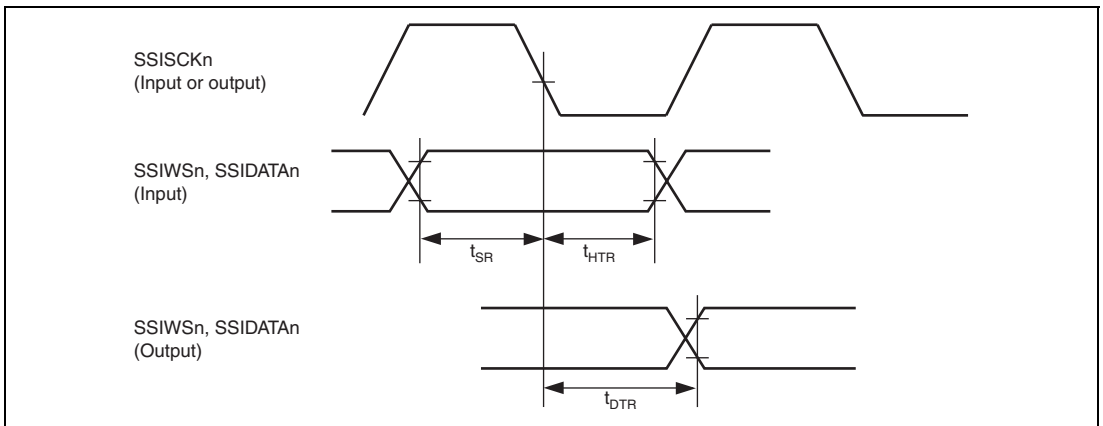 SSISCKn
(Input or output)
SSIWSn, SSIDATAn
(Input)
tSR
tHTR
SSIWSn, SSIDATAn
(Output)
tDTR